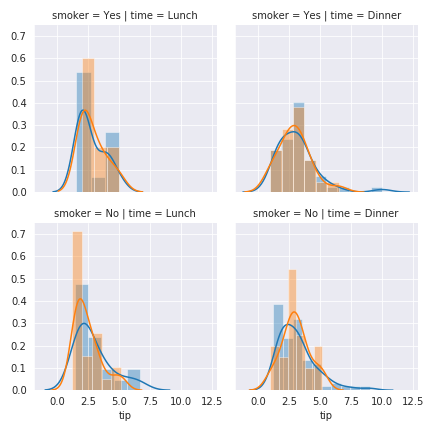 smoker = Yes | time = Lunch
smoker = Yes | time = Dinner
0.7
0.6
0.5
0.4
0.3
0.2
0.1
0.0
smoker = No | time = Lunch
smoker = No | time = Dinner
0.7
0.6
0.5
0.4
0.3
0.2
0.1
0.0
0.0 2.5 5.0 7.5 10.0 12.5
0.0 2.5 5.0 7.5 10.0 12.5
tip
tip